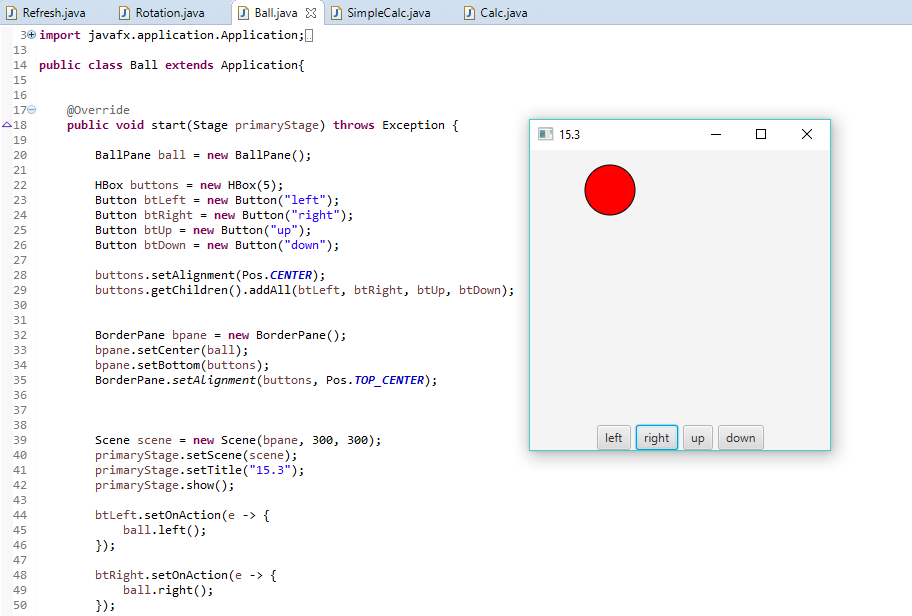 Refresh.java Rotation.java Ball.java SimpleCalc.java Calc.java
3 import javafx.application.Application;
13
14 public class Ball extends Application{
15
16
17 @Override
18 public void start(Stage primaryStage) throws Exception {
19
20 BallPane ball = new BallPane();
21
22 HBox buttons = new HBox(5);
23 Button btLeft = new Button("left");
24 Button btRight = new Button("right");
25 Button btUp = new Button("up");
26 Button btDown = new Button("down");
27
28 buttons.setAlignment(Pos.CENTER);
29 buttons.getChildren().addAll(btLeft, btRight, btUp, btDown);
30
31
32 BorderPane bpane = new BorderPane();
33 bpane.setCenter(ball);
34 bpane.setBottom(buttons);
35 BorderPane.setAlignment(buttons, Pos.TOP_CENTER);
36
37
38
39 Scene scene = new Scene(bpane, 300, 300);
40 primaryStage.setScene(scene);
41 primaryStage.setTitle("15.3");
42 primaryStage.show();
43
44 btLeft.setOnAction(e -> {
45 ball.left();
46 });
47
48 btRight.setOnAction(e -> {
49 ball.right();
50 });
15.3
left right up down